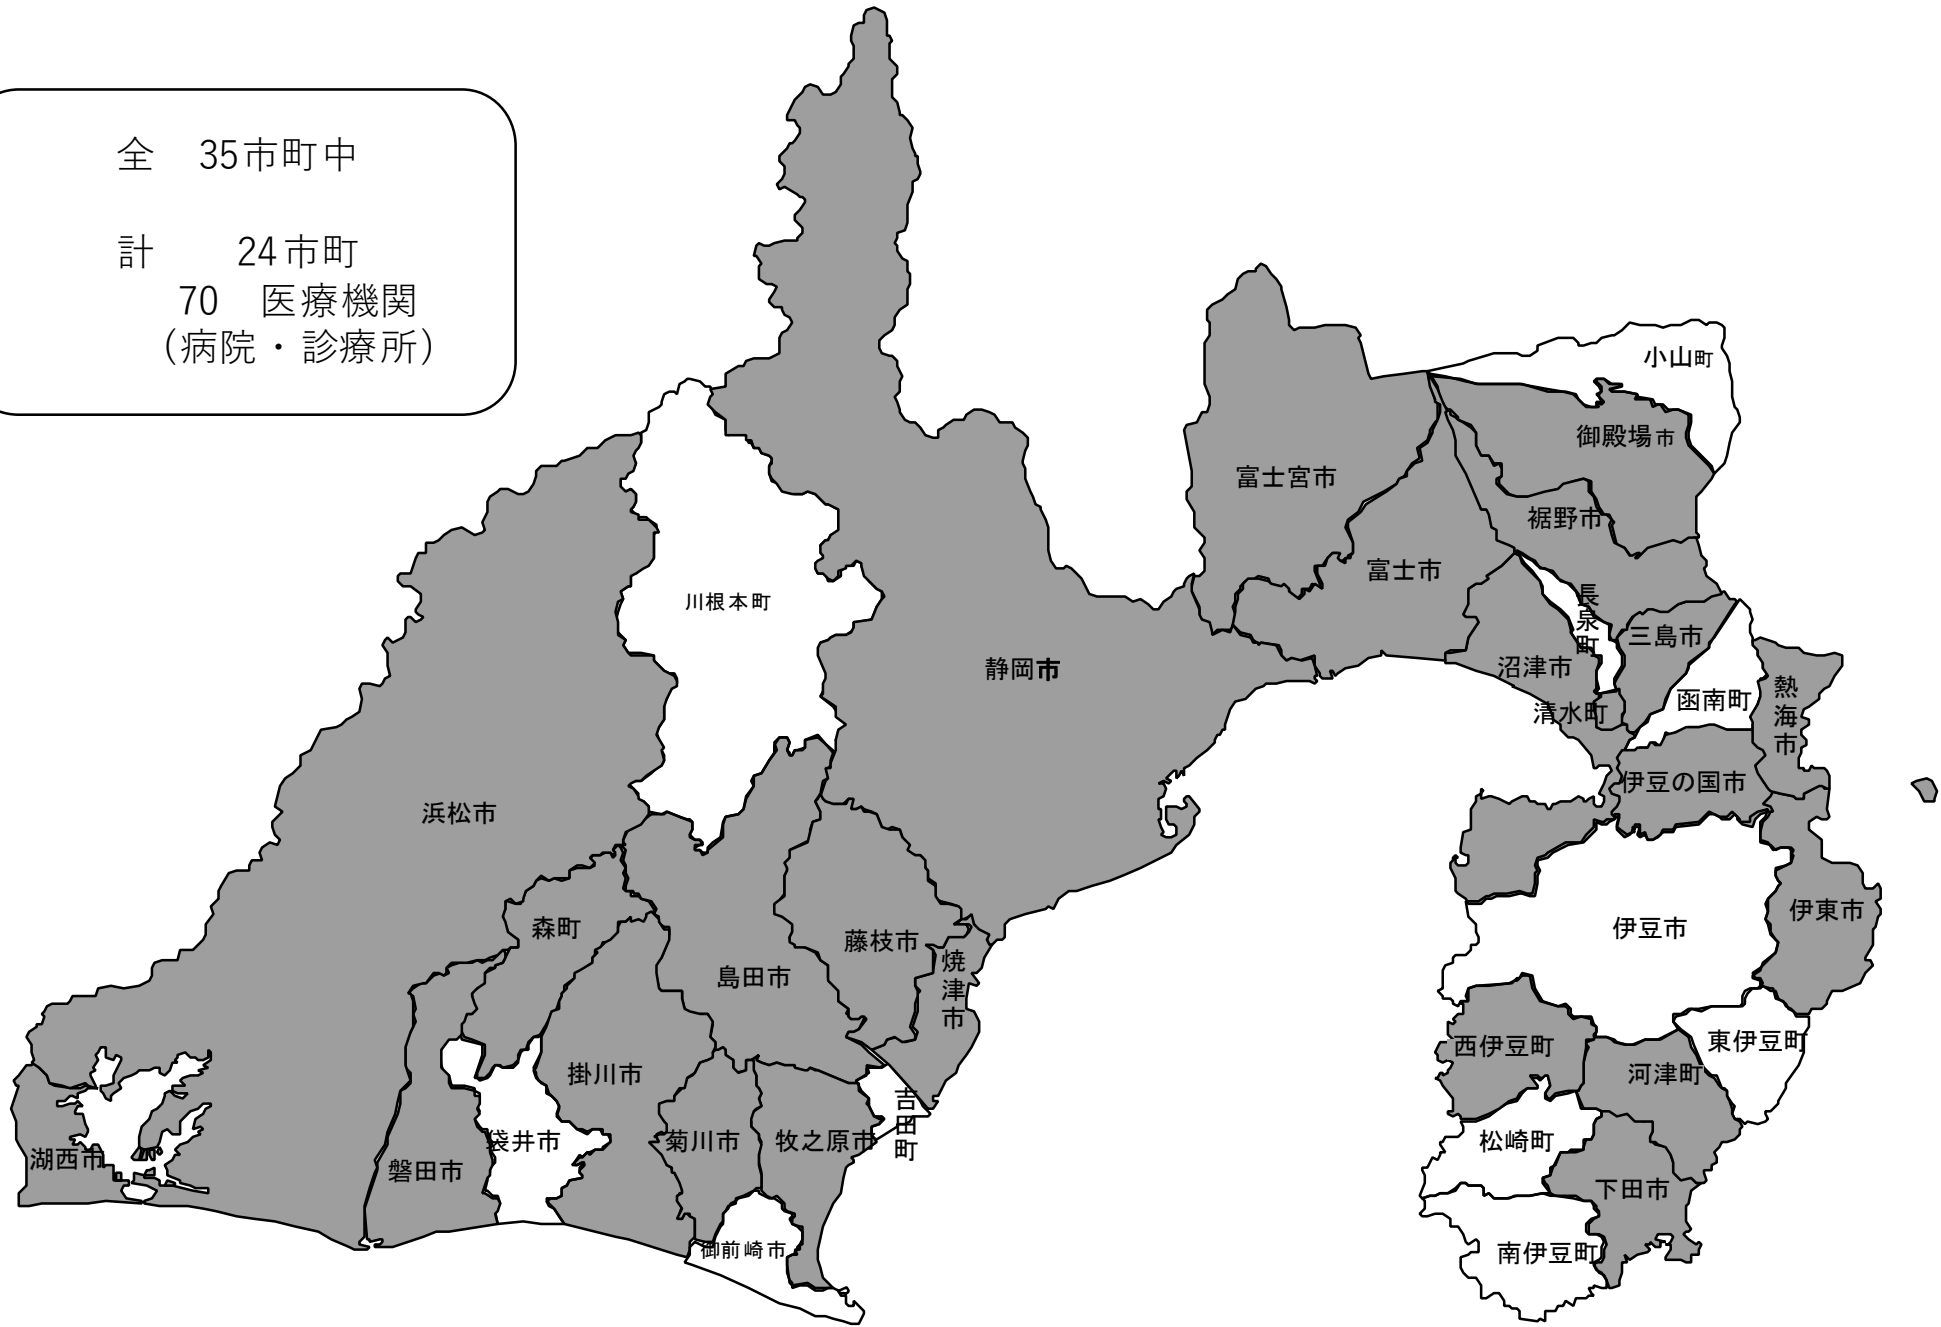 全　35市町中
計　　24市町
70　医療機関
（病院・診療所）
小山町
御殿場市
富士宮市
裾野市
富士市
川根本町
長泉町
三島市
静岡市
沼津市
熱海市
函南町
清水町
伊豆の国市
浜松市
伊東市
森町
伊豆市
藤枝市
焼津市
島田市
西伊豆町
東伊豆町
掛川市
河津町
吉田町
袋井市
菊川市
牧之原市
松崎町
湖西市
磐田市
下田市
御前崎市
南伊豆町